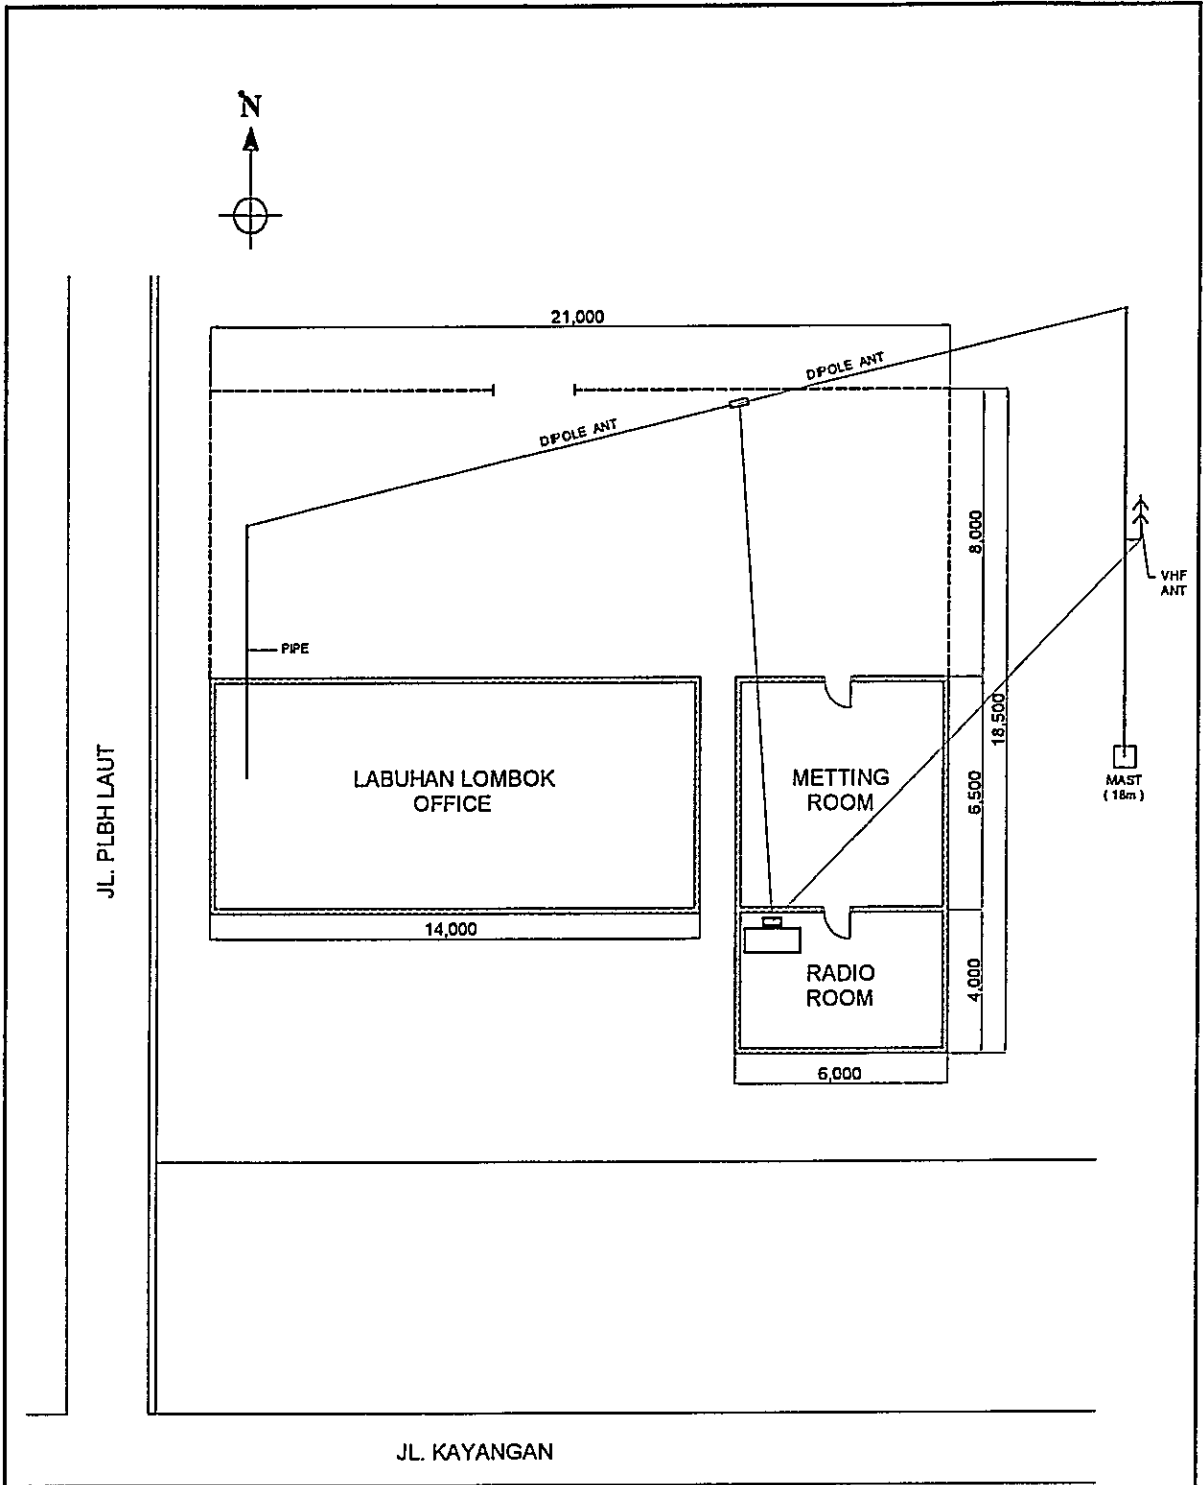 N
21,000
DIPOLE ANT
DIPOLE ANT
8,000
VHF
ANT
PIPE
18,500
JL. PLBH LAUT
LABUHAN LOMBOK
OFFICE
METTING
ROOM
6,500
MAST
( 18m )
14,000
RADIO
ROOM
4,000
6,000
JL. KAYANGAN